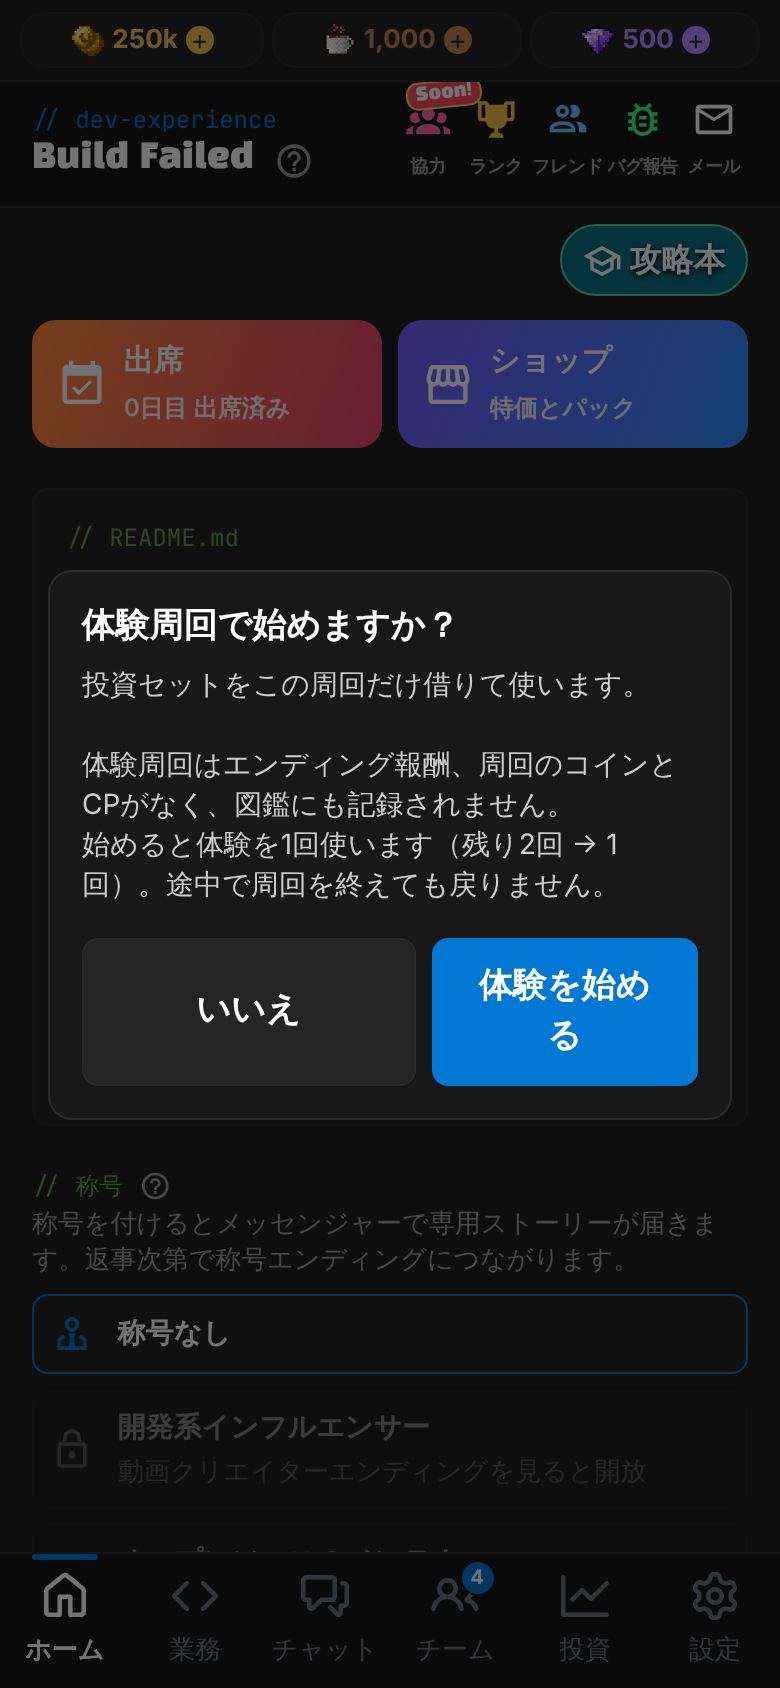 250k
1,000
500
// dev-experience
Build Failed
Soon!
協力
ランク
フレンド
バグ報告
メール
攻略本
出席
0日目 出席済み
ショップ
特価とパック
// README.md
体験周回で始めますか？
投資セットをこの周回だけ借りて使います。
体験周回はエンディング報酬、周回のコインと
CPがなく、図鑑にも記録されません。
始めると体験を1回使います（残り2回 → 1
回）。途中で周回を終えても戻りません。
いいえ
体験を始め
る
// 称号
称号を付けるとメッセンジャーで専用ストーリーが届きま
す。返事次第で称号エンディングにつながります。
称号なし
開発系インフルエンサー
動画クリエイターエンディングを見ると開放
4
ホーム
業務
チャット
チーム
投資
設定